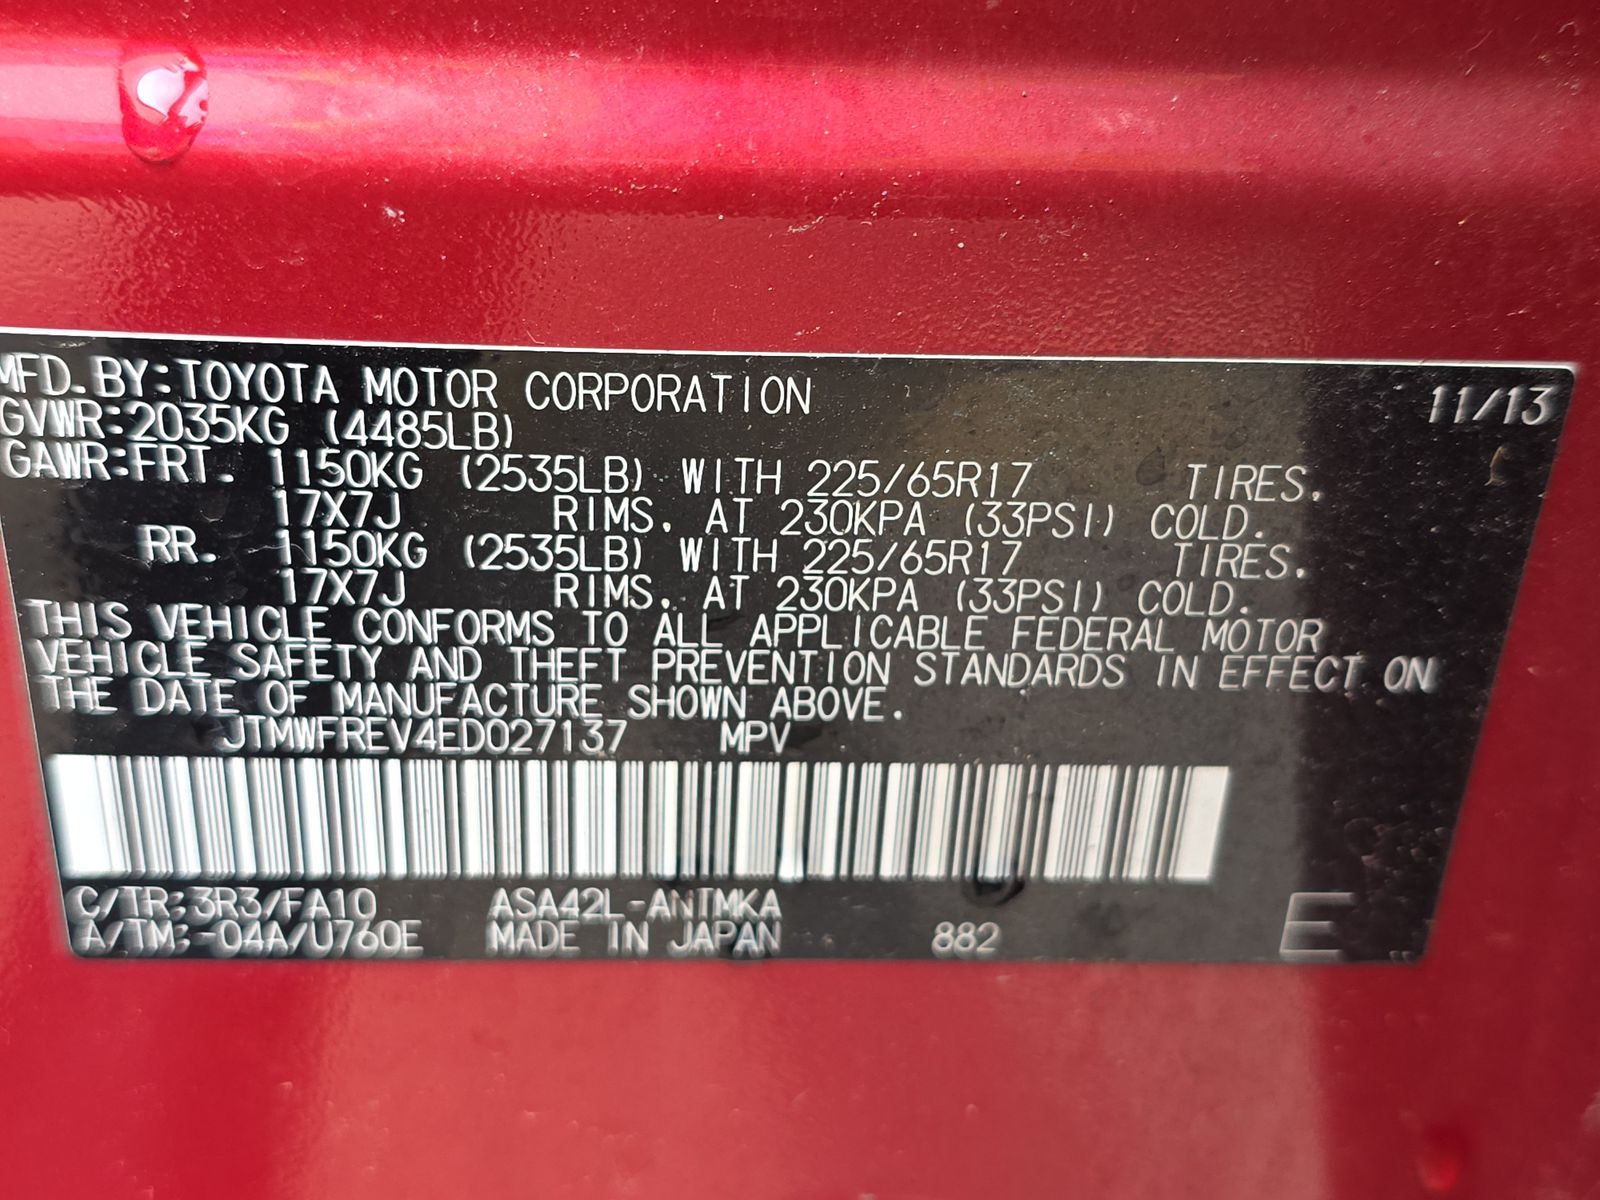 MFD. BY:TOYOTA MOTOR CORPORATION 11/13
GVWR:2035KG (4485LB)
GAWR:FRT. 1150KG (2535LB) WITH 225/65R17 TIRES.
17X7J RIMS. AT 230KPA (33PSI) COLD.
RR. 1150KG (2535LB) WITH 225/65R17 TIRES.
17X7J RIMS. AT 230KPA (33PSI) COLD.
THIS VEHICLE CONFORMS TO ALL APPLICABLE FEDERAL MOTOR
VEHICLE SAFETY AND THEFT PREVENTION STANDARDS IN EFFECT ON
THE DATE OF MANUFACTURE SHOWN ABOVE.
JTMWFREV4ED027137 MPV
C/TR:3R3/FA10 ASA42L-ANTMKA
A/TM:-04A/U760E MADE IN JAPAN 882 E